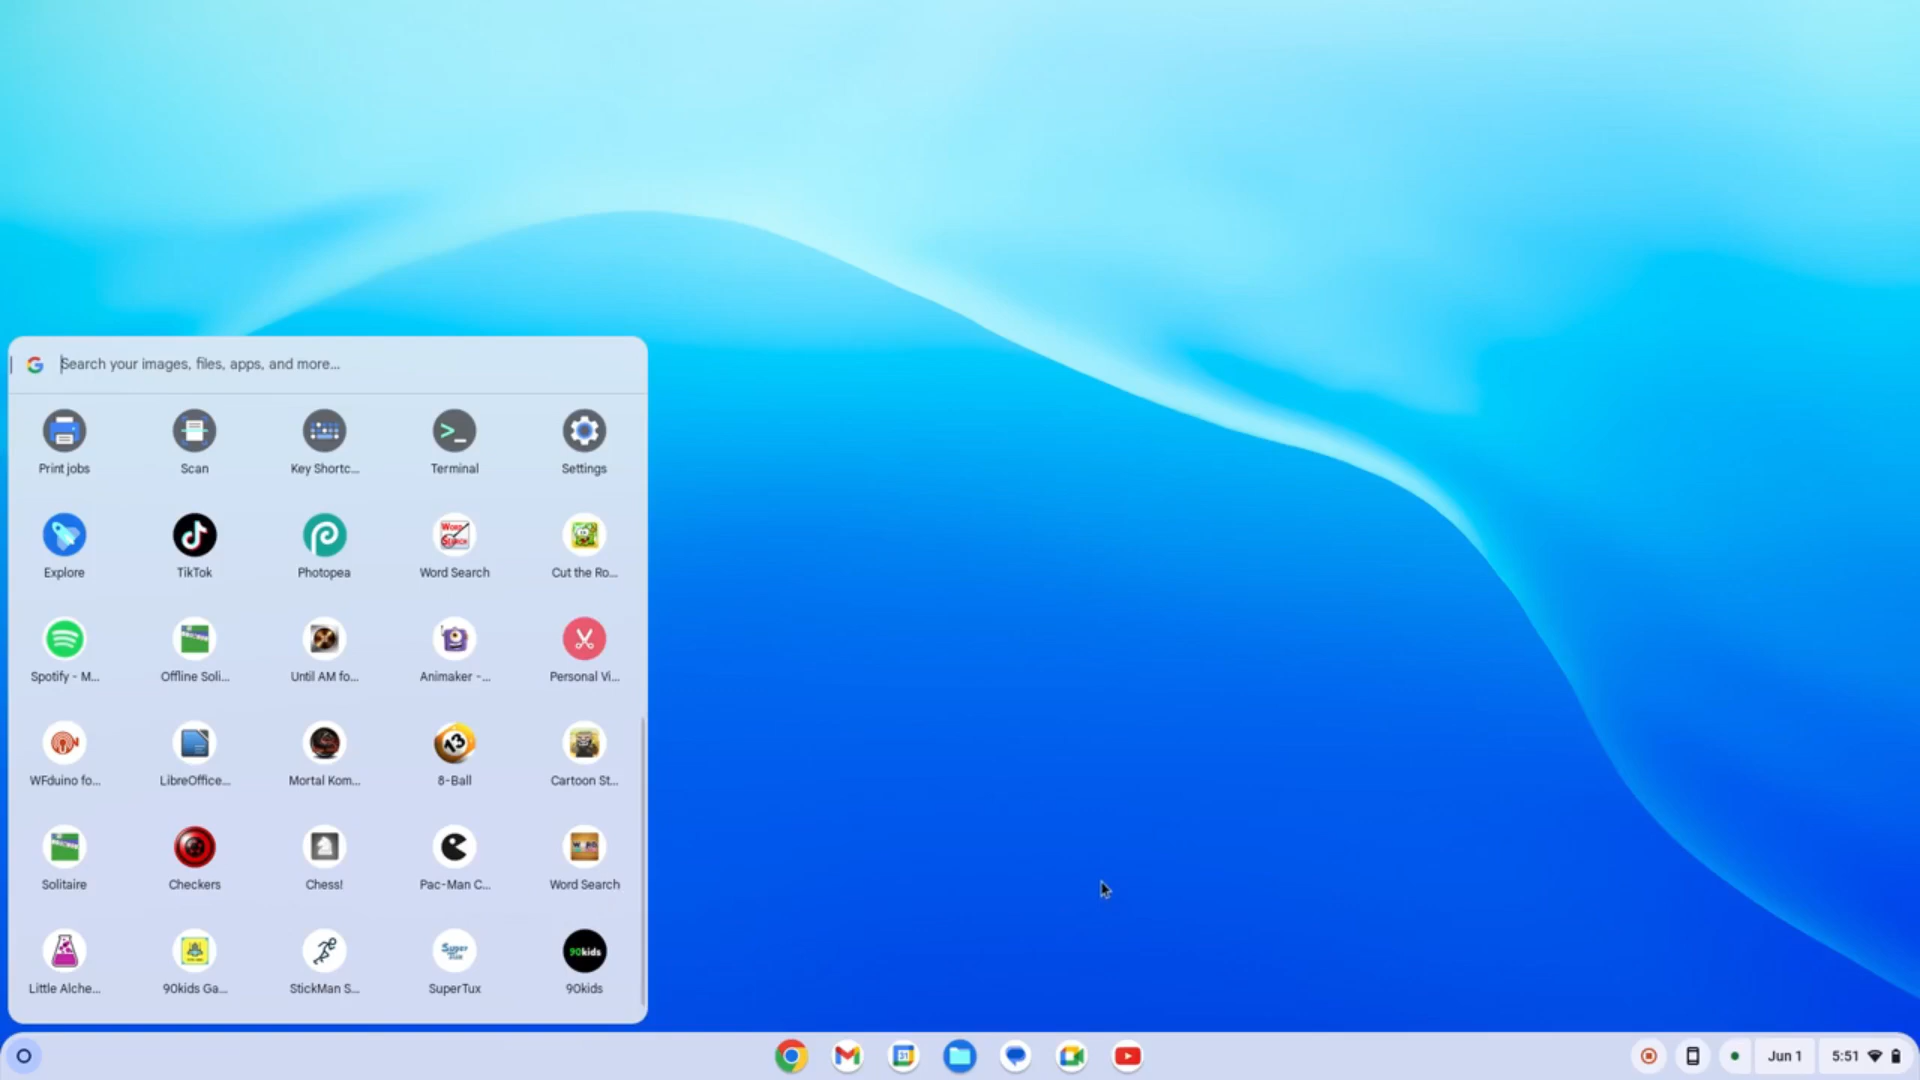 Search your images, files, apps, and more...
Print jobs
Scan
Key Shortc...
Terminal
Settings
Explore
TikTok
Photopea
Word Search
Cut the Ro...
Spotify - M...
Offline Soli...
Until AM fo...
Animaker -...
Personal Vi...
WFduino fo...
LibreOffice...
Mortal Kom...
8-Ball
Cartoon St...
Solitaire
Checkers
Chess!
Pac-Man C...
Word Search
Little Alche...
90kids Ga...
StickMan S...
SuperTux
90kids
Jun 1
5:51